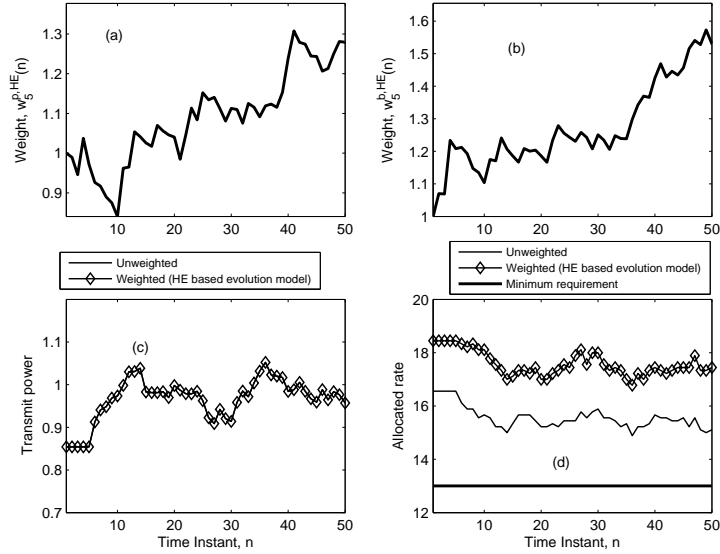 (a)
Weight, w₅ᵖ,ᴴᴱ(n)
1.3
1.2
1.1
1
0.9
10
20
30
40
50
(b)
Weight, w₅ᵇ,ᴴᴱ(n)
1.6
1.5
1.4
1.3
1.2
1.1
1
10
20
30
40
50
Unweighted
Weighted (HE based evolution model)
Unweighted
Weighted (HE based evolution model)
Minimum requirement
(c)
Transmit power
1.2
1.1
1
0.9
0.8
0.7
10
20
30
40
50
Time Instant, n
(d)
Allocated rate
20
18
16
14
12
10
20
30
40
50
Time Instant, n